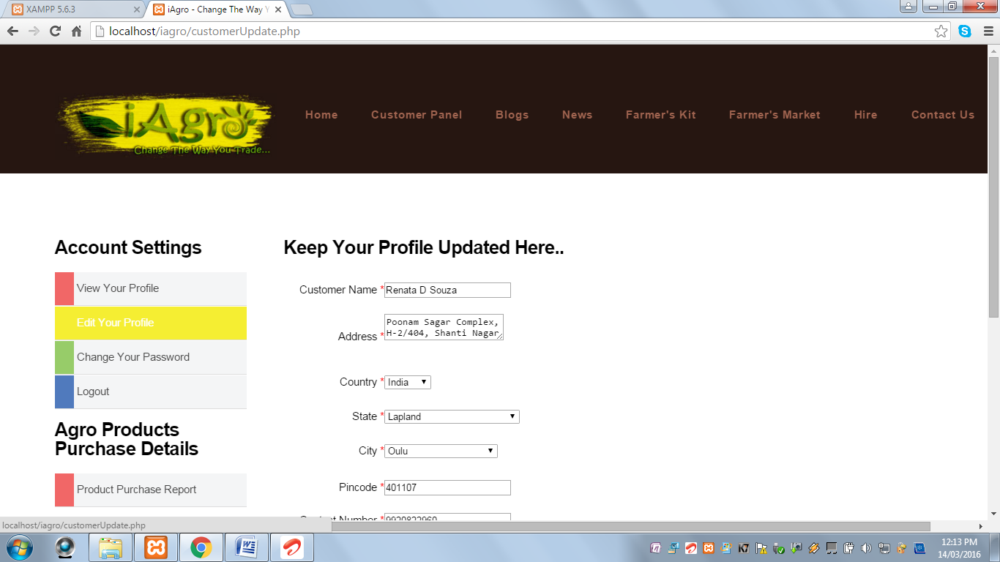 XAMPP 5.6.3
iAgro - Change The Way Y
localhost/iagro/customerUpdate.php
iAgro
Change The Way You Trade...
Home
Customer Panel
Blogs
News
Farmer's Kit
Farmer's Market
Hire
Contact Us
Account Settings
View Your Profile
Edit Your Profile
Change Your Password
Logout
Agro Products
Purchase Details
Product Purchase Report
Keep Your Profile Updated Here..
Customer Name * Renata D Souza
Address * Poonam Sagar Complex,
H-2/404, Shanti Nagar
Country * India
State * Lapland
City * Oulu
Pincode * 401107
Contact Number * 9920822960
localhost/iagro/customerUpdate.php
K7
12:13 PM
14/03/2016